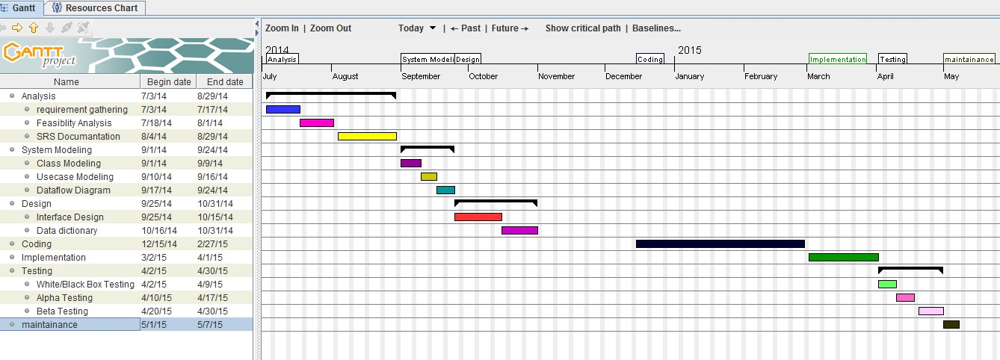 Gantt Resources Chart
Zoom In | Zoom Out Today | ← Past | Future → Show critical path | Baselines...
GANTT project
2014 2015
Analysis System Modeli Design Coding Implementation Testing maintainance
Name Begin date End date
July August September October November December January February March April May
Analysis 7/3/14 8/29/14
requirement gathering 7/3/14 7/17/14
Feasiblity Analysis 7/18/14 8/1/14
SRS Documantation 8/4/14 8/29/14
System Modeling 9/1/14 9/24/14
Class Modeling 9/1/14 9/9/14
Usecase Modeling 9/10/14 9/16/14
Dataflow Diagram 9/17/14 9/24/14
Design 9/25/14 10/31/14
Interface Design 9/25/14 10/15/14
Data dictionary 10/16/14 10/31/14
Coding 12/15/14 2/27/15
Implementation 3/2/15 4/1/15
Testing 4/2/15 4/30/15
White/Black Box Testing 4/2/15 4/9/15
Alpha Testing 4/10/15 4/17/15
Beta Testing 4/20/15 4/30/15
maintainance 5/1/15 5/7/15